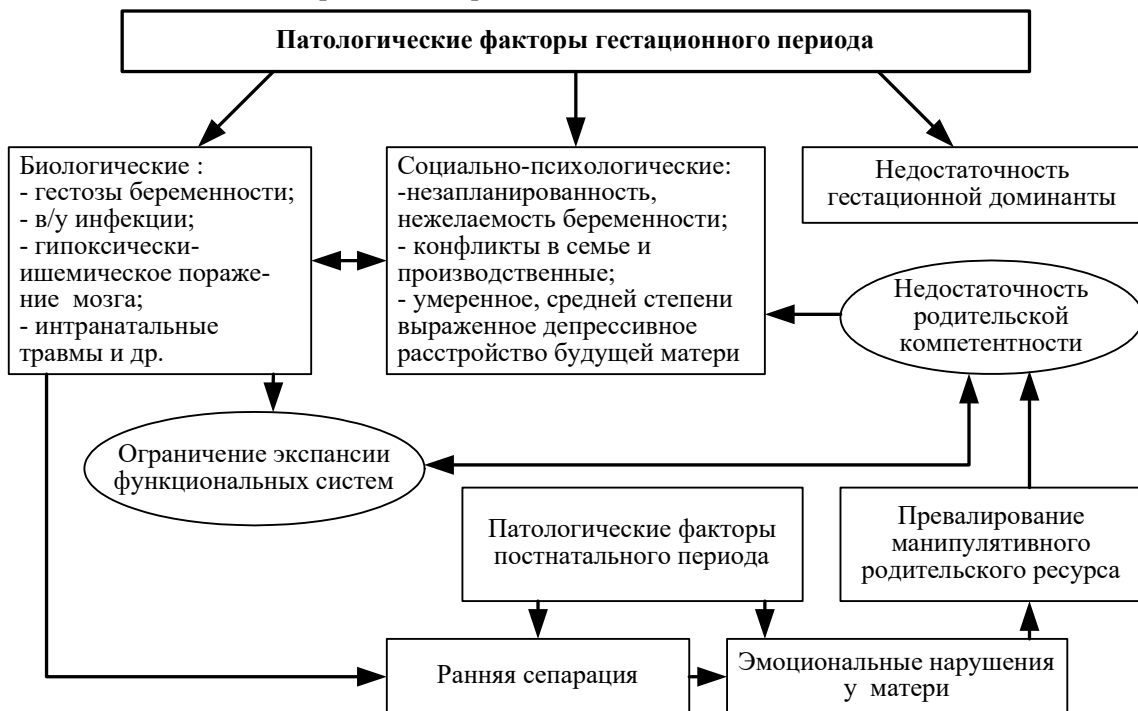 Патологические факторы гестационного периода
Биологические :
- гестозы беременности;
- в/у инфекции;
- гипоксически-
ишемическое пораже-
ние мозга;
- интранатальные
травмы и др.
Социально-психологические:
-незапланированность,
нежелаемость беременности;
- конфликты в семье и
производственные;
- умеренное, средней степени
выраженное депрессивное
расстройство будущей матери
Недостаточность
гестационной доминанты
Недостаточность
родительской
компетентности
Ограничение экспансии
функциональных систем
Патологические факторы
постнатального периода
Превалирование
манипулятивного
родительского ресурса
Ранняя сепарация
Эмоциональные нарушения
у матери